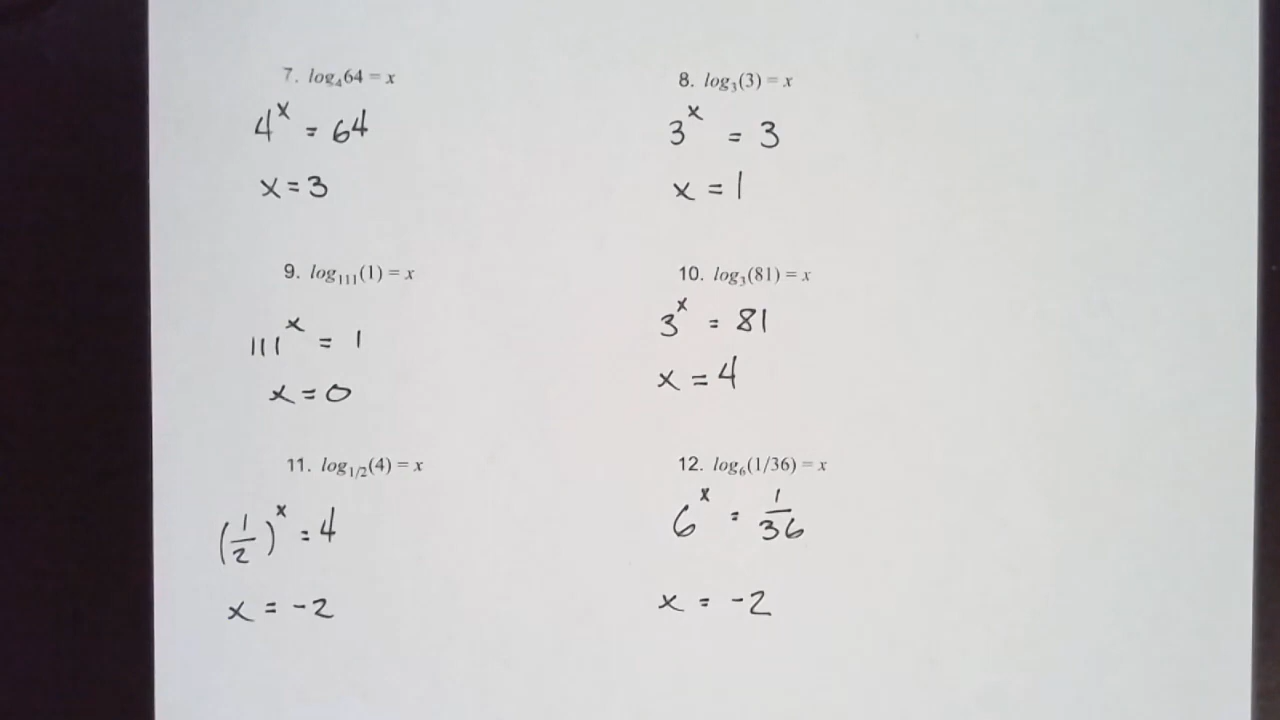 7. log₄64 = x
4ˣ = 64
x = 3
8. log₃(3) = x
3ˣ = 3
x = 1
9. log₁₁₁(1) = x
111ˣ = 1
x = 0
10. log₃(81) = x
3ˣ = 81
x = 4
11. log₁/₂(4) = x
(1/2)ˣ = 4
x = -2
12. log₆(1/36) = x
6ˣ = 1/36
x = -2